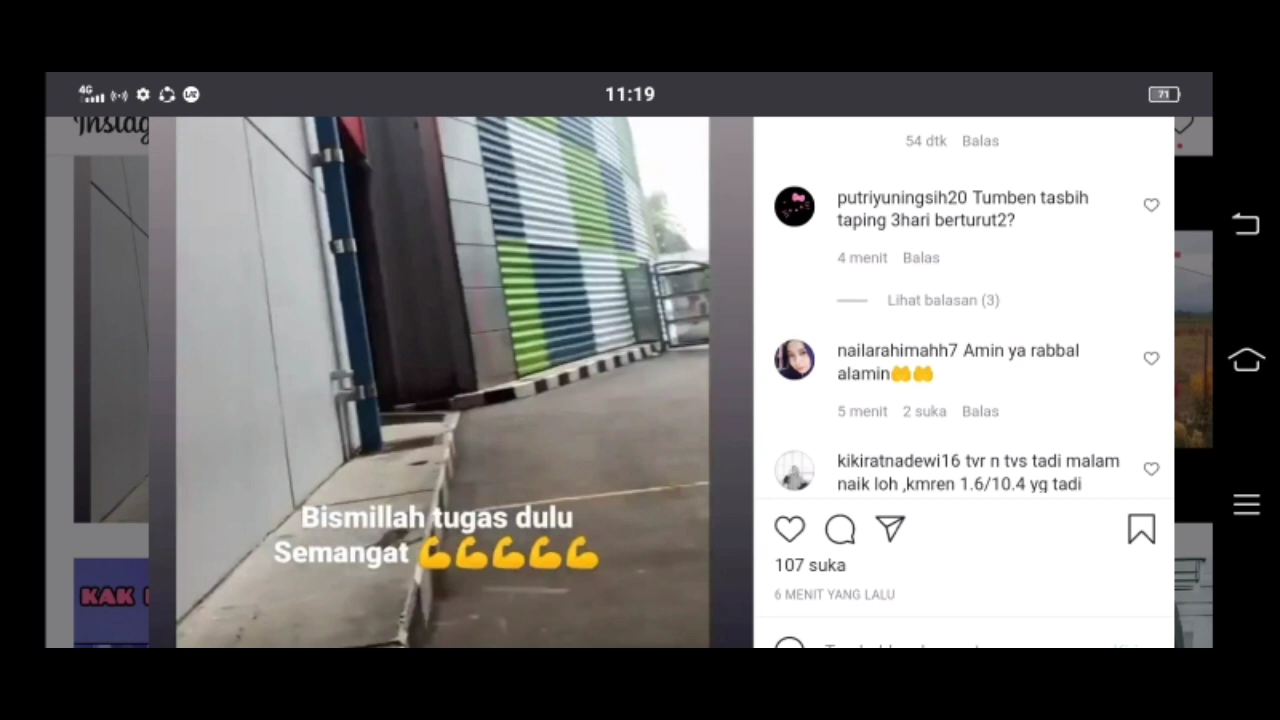 4G
11:19
71
Instag
54 dtk Balas
putriyuningsih20 Tumben tasbih
taping 3hari berturut2?
4 menit Balas
Lihat balasan (3)
nailarahimahh7 Amin ya rabbal
alamin🤲🤲
5 menit 2 suka Balas
kikiratnadewi16 tvr n tvs tadi malam
naik loh ,kmren 1.6/10.4 yg tadi
Bismillah tugas dulu
Semangat 💪💪💪💪💪
107 suka
6 MENIT YANG LALU
KAK